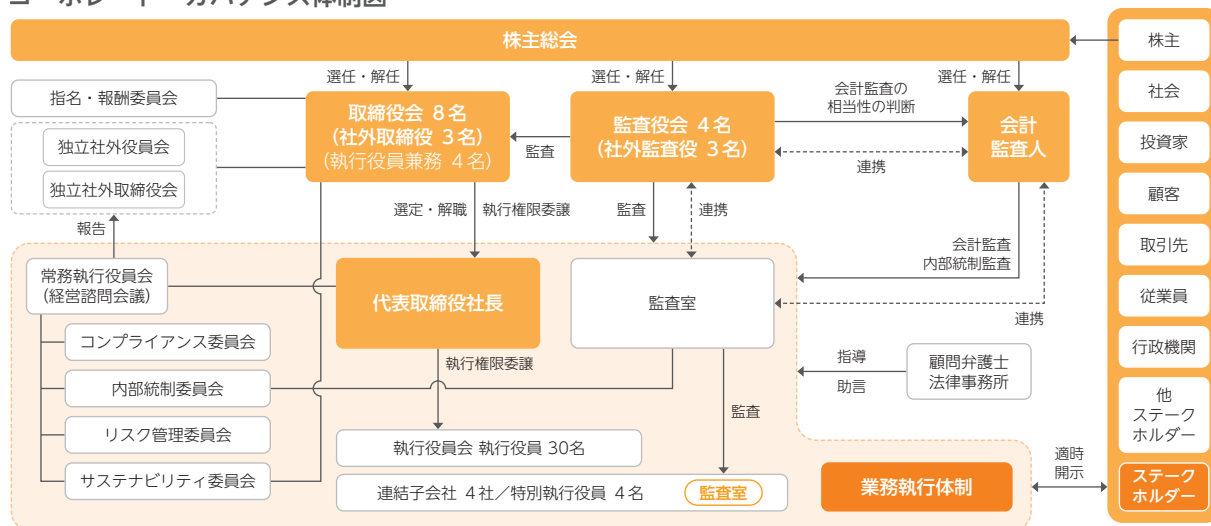 コーポレート・ガバナンス体制図
株主総会
選任・解任
選任・解任
選任・解任
指名・報酬委員会
独立社外役員会
独立社外取締役会
取締役会 8名
(社外取締役 3名)
(執行役員兼務 4名)
監査
監査役会 4名
(社外監査役 3名)
会計監査の
相当性の判断
連携
会計
監査人
報告
選定・解職
執行権限委譲
監査
連携
会計監査
内部統制監査
常務執行役員会
(経営諮問会議)
代表取締役社長
監査室
連携
コンプライアンス委員会
内部統制委員会
リスク管理委員会
サステナビリティ委員会
執行権限委譲
監査
指導
助言
顧問弁護士
法律事務所
執行役員会 執行役員 30名
連結子会社 4社/特別執行役員 4名
監査室
業務執行体制
適時
開示
株主
社会
投資家
顧客
取引先
従業員
行政機関
他
ステーク
ホルダー
ステーク
ホルダー